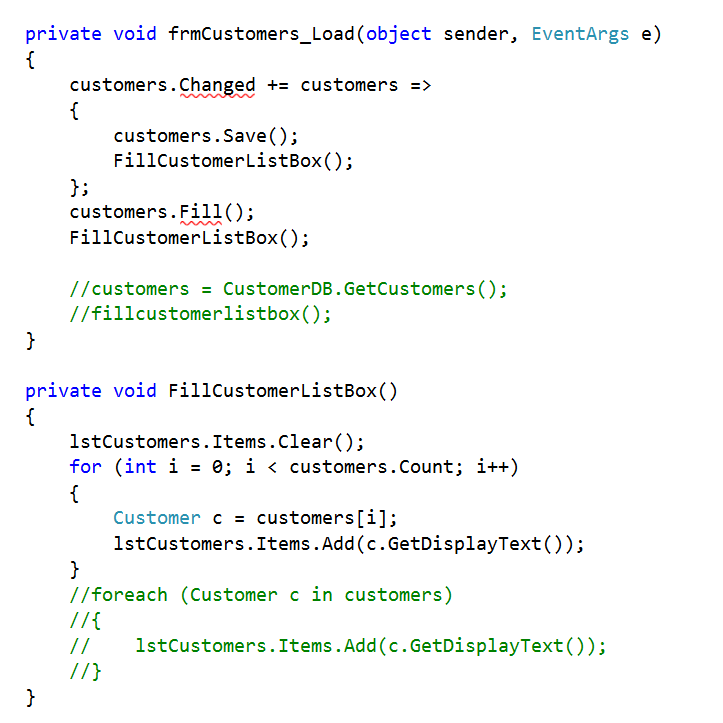 private void frmCustomers_Load(object sender, EventArgs e)
{
    customers.Changed += customers =>
    {
        customers.Save();
        FillCustomerListBox();
    };
    customers.Fill();
    FillCustomerListBox();

    //customers = CustomerDB.GetCustomers();
    //fillcustomerlistbox();
}

private void FillCustomerListBox()
{
    lstCustomers.Items.Clear();
    for (int i = 0; i < customers.Count; i++)
    {
        Customer c = customers[i];
        lstCustomers.Items.Add(c.GetDisplayText());
    }
    //foreach (Customer c in customers)
    //{
    //    lstCustomers.Items.Add(c.GetDisplayText());
    //}
}